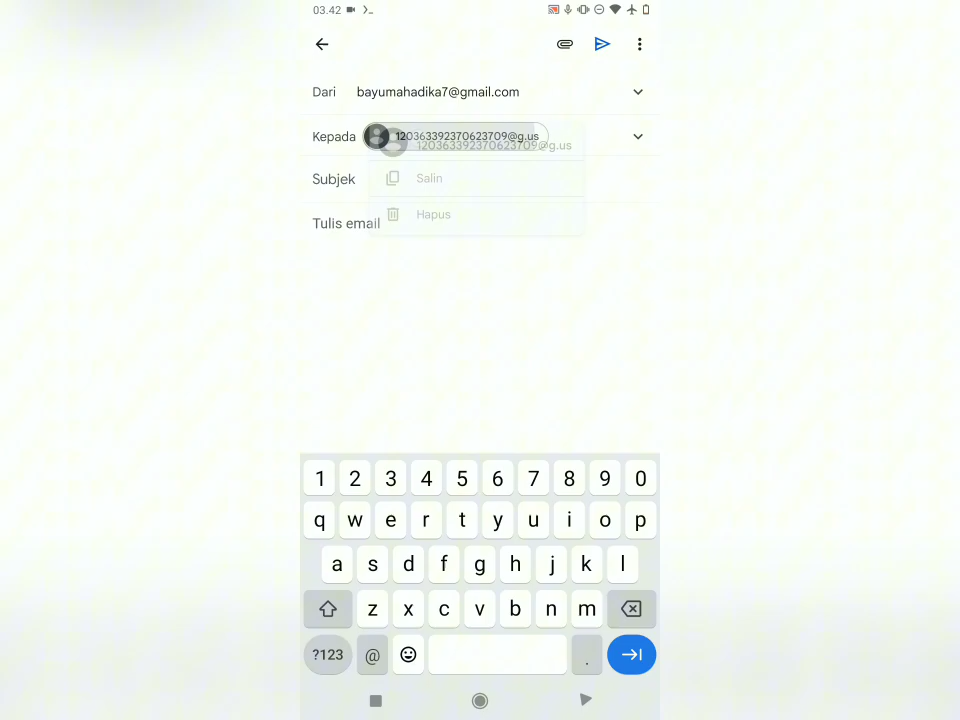 03.42
Dari bayumahadika7@gmail.com
Kepada 120363392370623709@g.us
120363392370623709@g.us
Subjek
Salin
Hapus
Tulis email
1 2 3 4 5 6 7 8 9 0
q w e r t y u i o p
a s d f g h j k l
z x c v b n m
?123 @ .